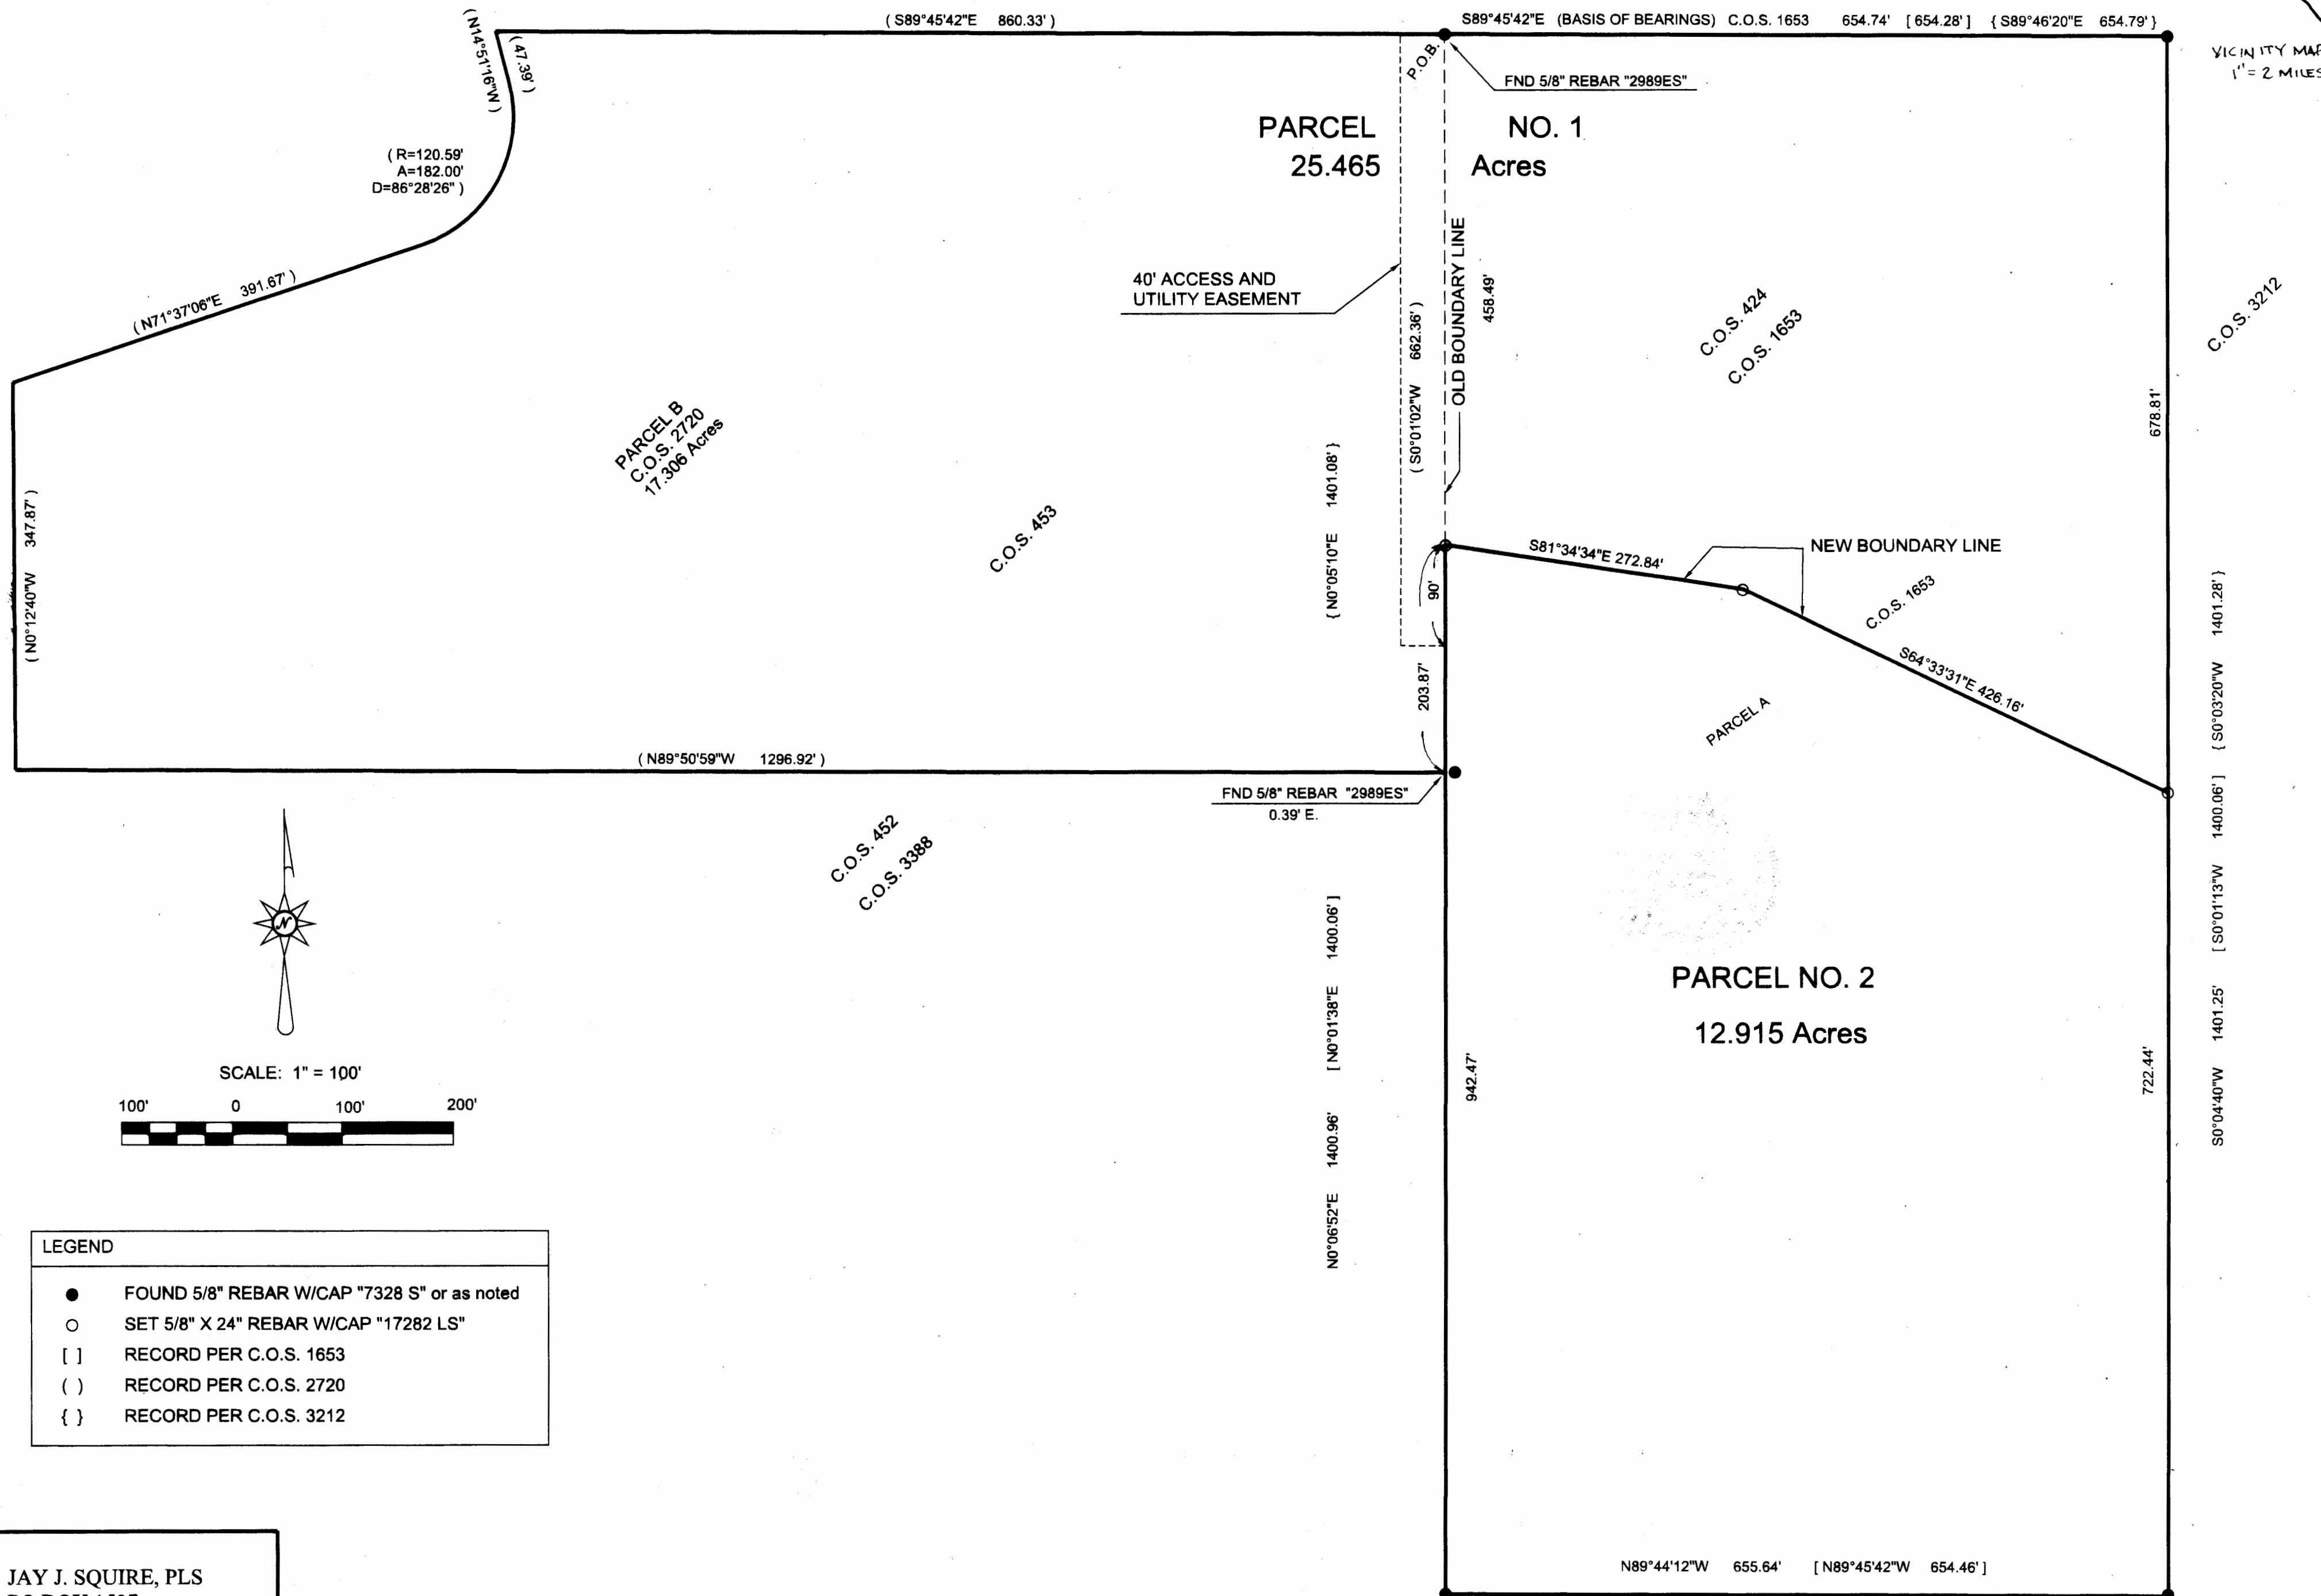 ( S89°45'42"E 860.33' )
S89°45'42"E (BASIS OF BEARINGS) C.O.S. 1653 654.74' [ 654.28' ] { S89°46'20"E 654.79' }
( N14°51'16"W )
( 47.39' )
P.O.B.
FND 5/8" REBAR "2989ES"
VICINITY MAP
1" = 2 MILES
PARCEL NO. 1
25.465 Acres
( R=120.59'
A=182.00'
D=86°28'26" )
( N71°37'06"E 391.67' )
40' ACCESS AND
UTILITY EASEMENT
( S0°01'02"W 662.36' )
OLD BOUNDARY LINE
458.49'
C.O.S. 424
C.O.S. 1653
C.O.S. 3212
678.81'
PARCEL B
C.O.S. 2720
17.306 Acres
C.O.S. 453
( N0°12'40"W 347.87' )
N0°06'52"E 1400.96' [ N0°01'38"E 1400.06' ] { N0°05'10"E 1401.08' }
90'
203.87'
S81°34'34"E 272.84'
NEW BOUNDARY LINE
C.O.S. 1653
S64°33'31"E 426.16'
PARCEL A
S0°04'40"W 1401.25' [ S0°01'13"W 1400.06' ] { S0°03'20"W 1401.28' }
( N89°50'59"W 1296.92' )
FND 5/8" REBAR "2989ES"
0.39' E.
C.O.S. 452
C.O.S. 3388
N
PARCEL NO. 2
12.915 Acres
942.47'
722.44'
SCALE: 1" = 100'
100' 0 100' 200'
LEGEND
FOUND 5/8" REBAR W/CAP "7328 S" or as noted
SET 5/8" X 24" REBAR W/CAP "17282 LS"
[ ] RECORD PER C.O.S. 1653
( ) RECORD PER C.O.S. 2720
{ } RECORD PER C.O.S. 3212
N89°44'12"W 655.64' [ N89°45'42"W 654.46' ]
JAY J. SQUIRE, PLS